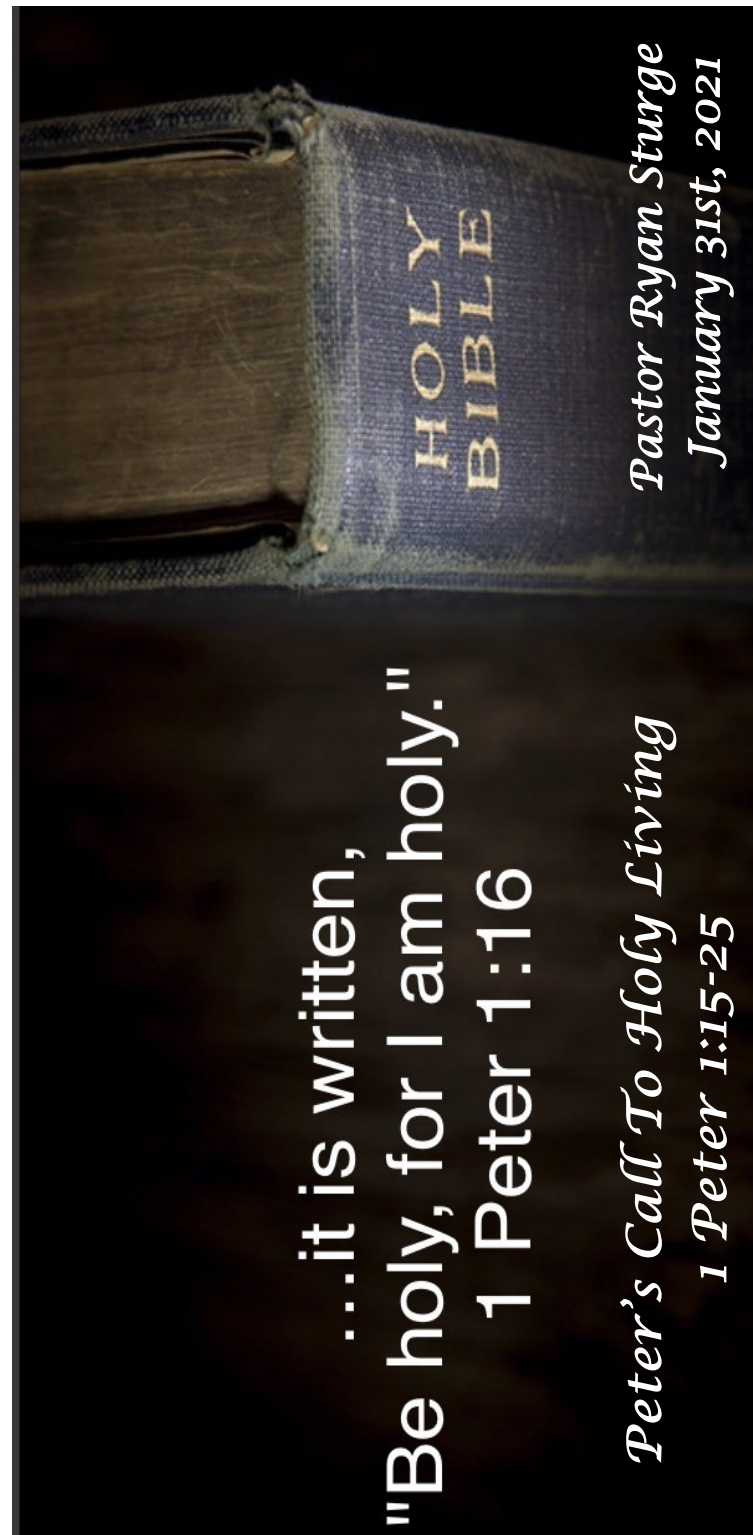 HOLY
BIBLE
…it is written,
"Be holy, for I am holy."
1 Peter 1:16
Peter’s Call To Holy Living
1 Peter 1:15-25
Pastor Ryan Sturge
January 31st, 2021